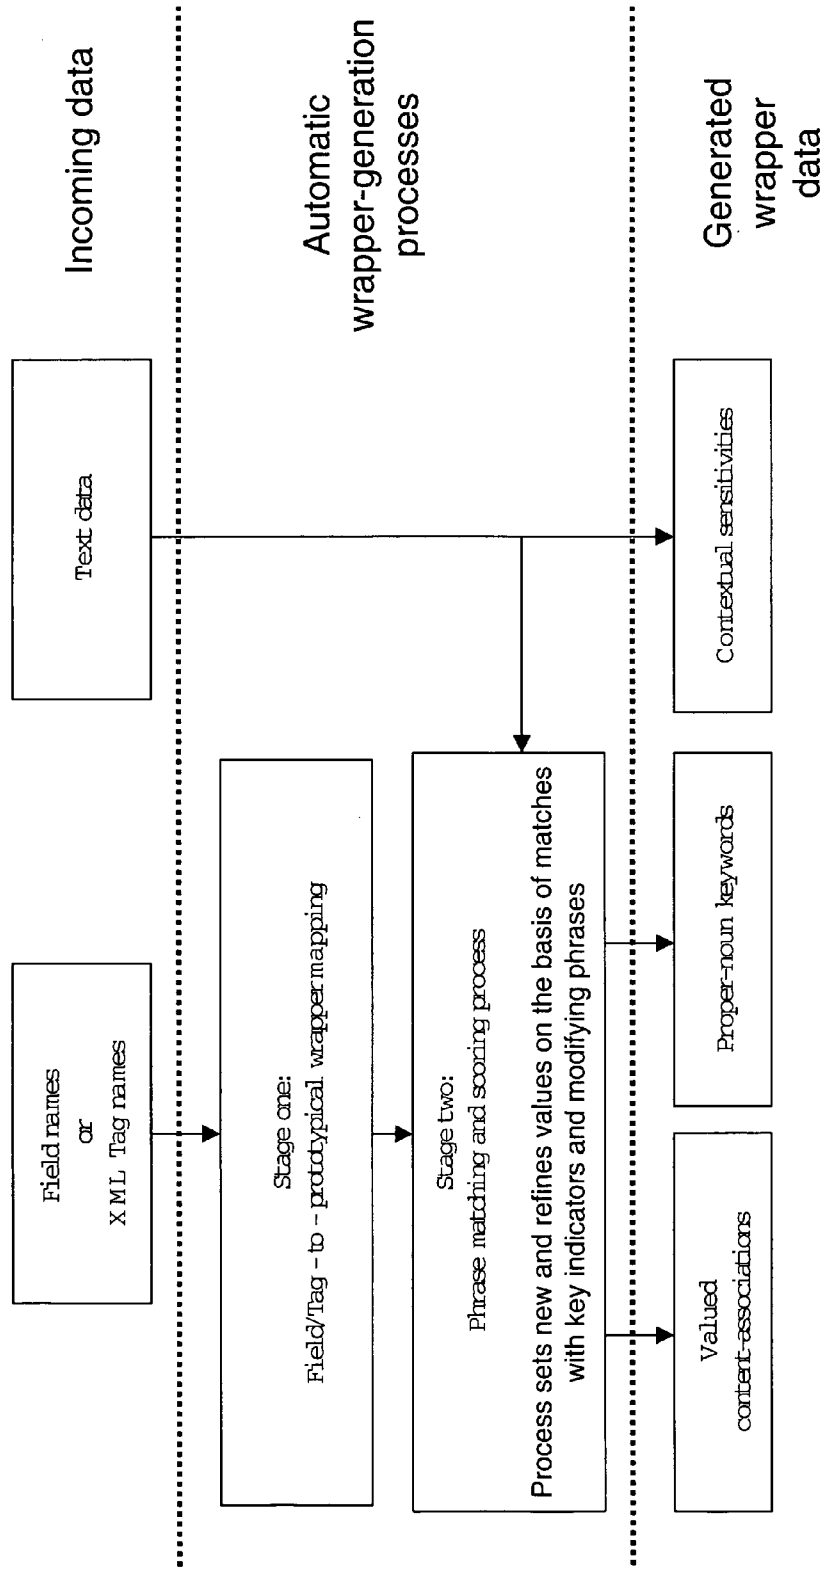 Field names
or
XML Tag names
Text data
Incoming data
Stage one:
Field/Tag - to - prototypical wrapper mapping
Stage two:
Phrase matching and scoring process
Process sets new and refines values on the basis of matches
with key indicators and modifying phrases
Automatic
wrapper-generation
processes
Valued
content-associations
Proper-noun keywords
Contextual sensitivities
Generated
wrapper
data